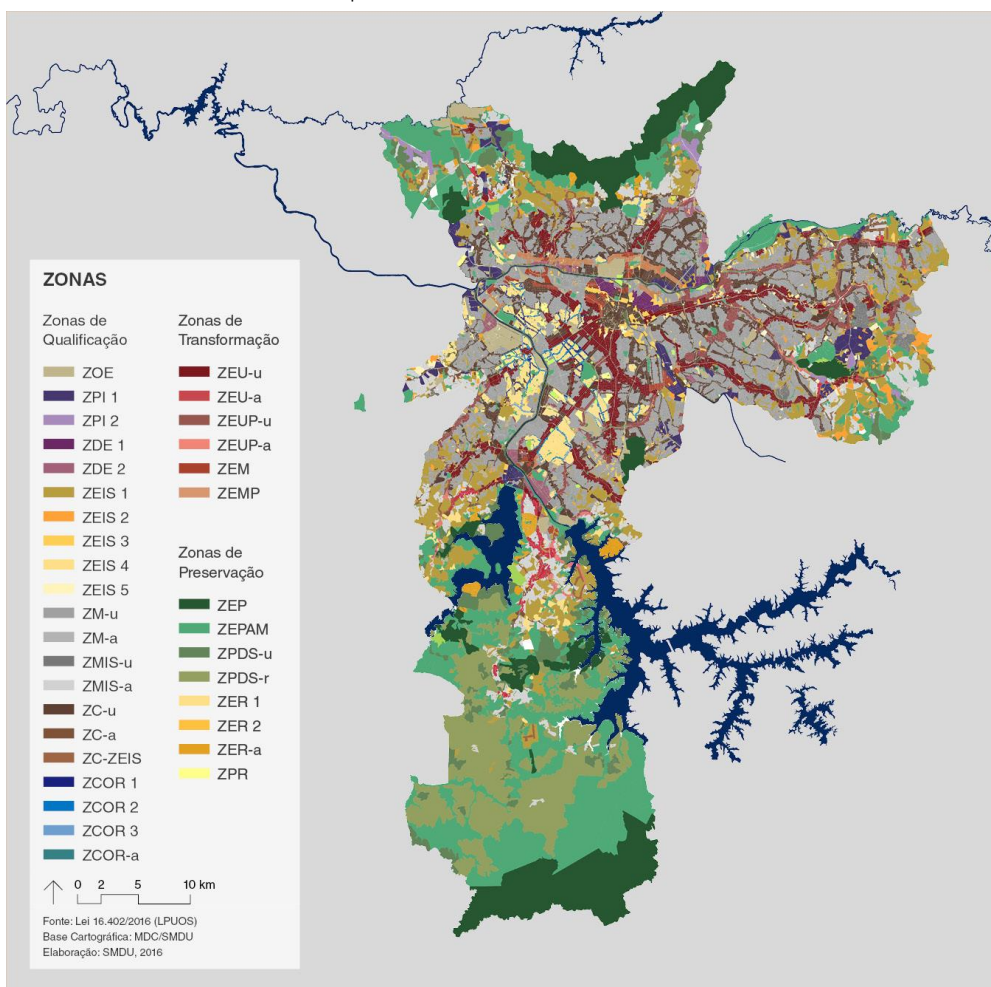 ZONAS
Zonas de
Qualificação
ZOE
ZPI 1
ZPI 2
ZDE 1
ZDE 2
ZEIS 1
ZEIS 2
ZEIS 3
ZEIS 4
ZEIS 5
ZM-u
ZM-a
ZMIS-u
ZMIS-a
ZC-u
ZC-a
ZC-ZEIS
ZCOR 1
ZCOR 2
ZCOR 3
ZCOR-a
Zonas de
Transformação
ZEU-u
ZEU-a
ZEUP-u
ZEUP-a
ZEM
ZEMP
Zonas de
Preservação
ZEP
ZEPAM
ZPDS-u
ZPDS-r
ZER 1
ZER 2
ZER-a
ZPR
0 2 5 10 km
Fonte: Lei 16.402/2016 (LPUOS)
Base Cartográfica: MDC/SMDU
Elaboração: SMDU, 2016